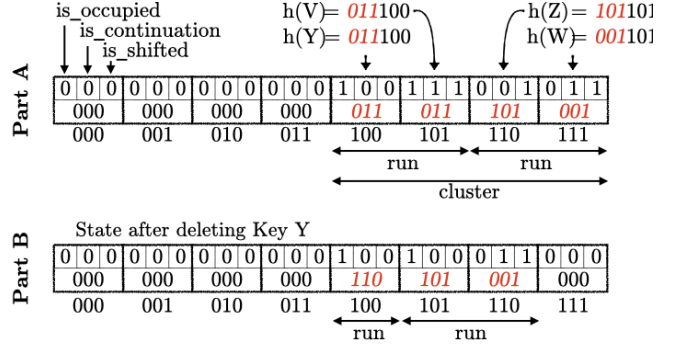 is_occupied
is_continuation
is_shifted
h(V)= 011100
h(Y)= 011100
h(Z) = 101101
h(W)= 001101
Part A
0 0 0 0 0 0 0 0 0 0 0 0 1 0 0 1 1 1 0 0 1 0 1 1
000 000 000 000 011 011 101 001
000 001 010 011 100 101 110 111
run run
cluster
Part B
State after deleting Key Y
0 0 0 0 0 0 0 0 0 0 0 0 1 0 0 1 0 0 0 1 1 0 0 0
000 000 000 000 110 101 001 000
000 001 010 011 100 101 110 111
run run